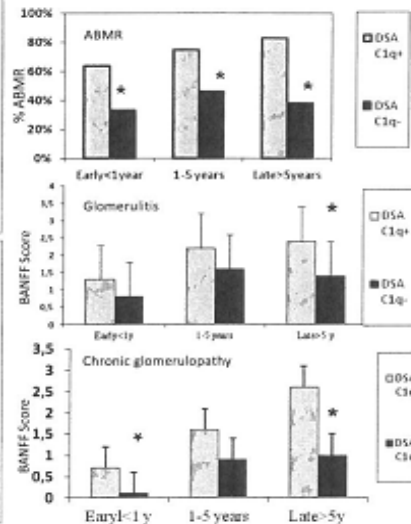 100%
80%
60%
40%
20%
0%
% ABMR
ABMR
*
*
*
Early<1year
1-5 years
Late>5years
DSA
C1q+
DSA
C1q-
4
3,5
3
2,5
2
1,5
1
0,5
0
BANFF Score
Glomerulitis
*
Early<1y
1-5 years
Late>5 y
DSA
C1q+
DSA
C1q-
3,5
3
2,5
2
1,5
1
0,5
0
BANFF Score
Chronic glomerulopathy
*
*
Earyl<1 y
1-5 years
Late>5y
DSA
DSA